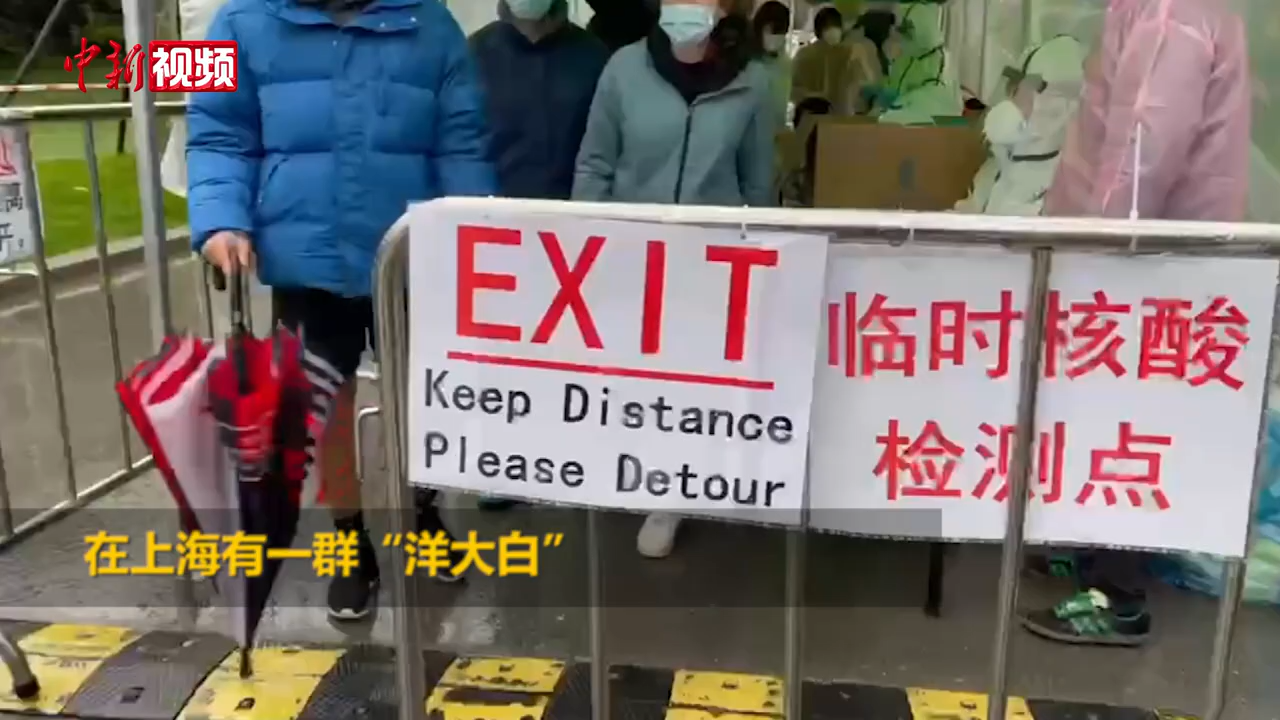 中新视频
EXIT
Keep Distance
Please Detour
临时核酸
检测点
在上海有一群“洋大白”